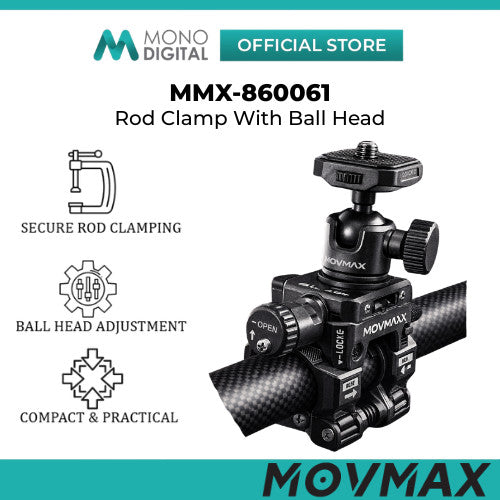 MONO
DIGITAL
OFFICIAL STORE
MMX-860061
Rod Clamp With Ball Head
SECURE ROD CLAMPING
BALL HEAD ADJUSTMENT
COMPACT & PRACTICAL
MOVMAX
MOVMAXX
←OPEN
LOCK
MOVMAX